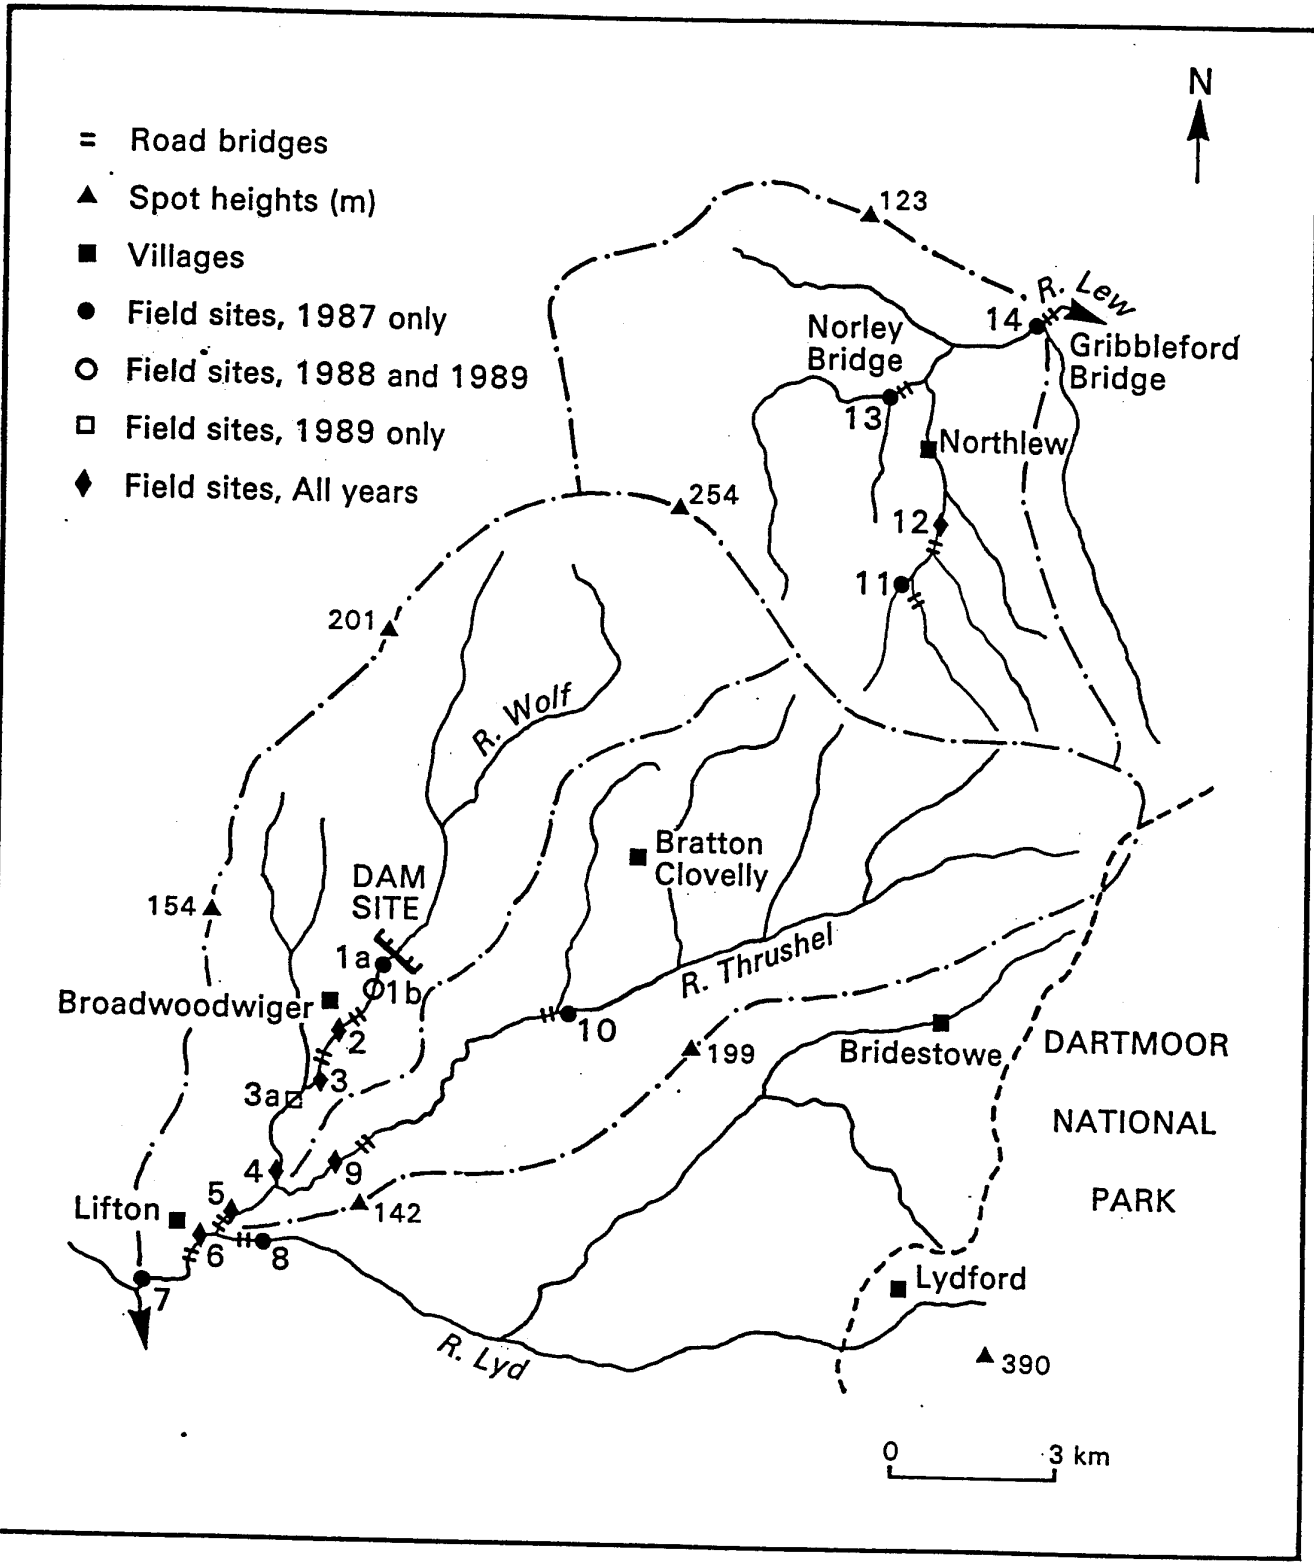 N
Road bridges
Spot heights (m)
Villages
Field sites, 1987 only
Field sites, 1988 and 1989
Field sites, 1989 only
Field sites, All years
123
R. Lew
14
Gribbleford
Bridge
Norley
Bridge
13
Northlew
254
12
11
201
R. Wolf
Bratton
Clovelly
DAM
SITE
154
1a
1b
Broadwoodwiger
2
R. Thrushel
10
199
Bridestowe
DARTMOOR
NATIONAL
PARK
3
3a
4
9
5
142
Lifton
6
8
7
Lydford
R. Lyd
390
0 3 km